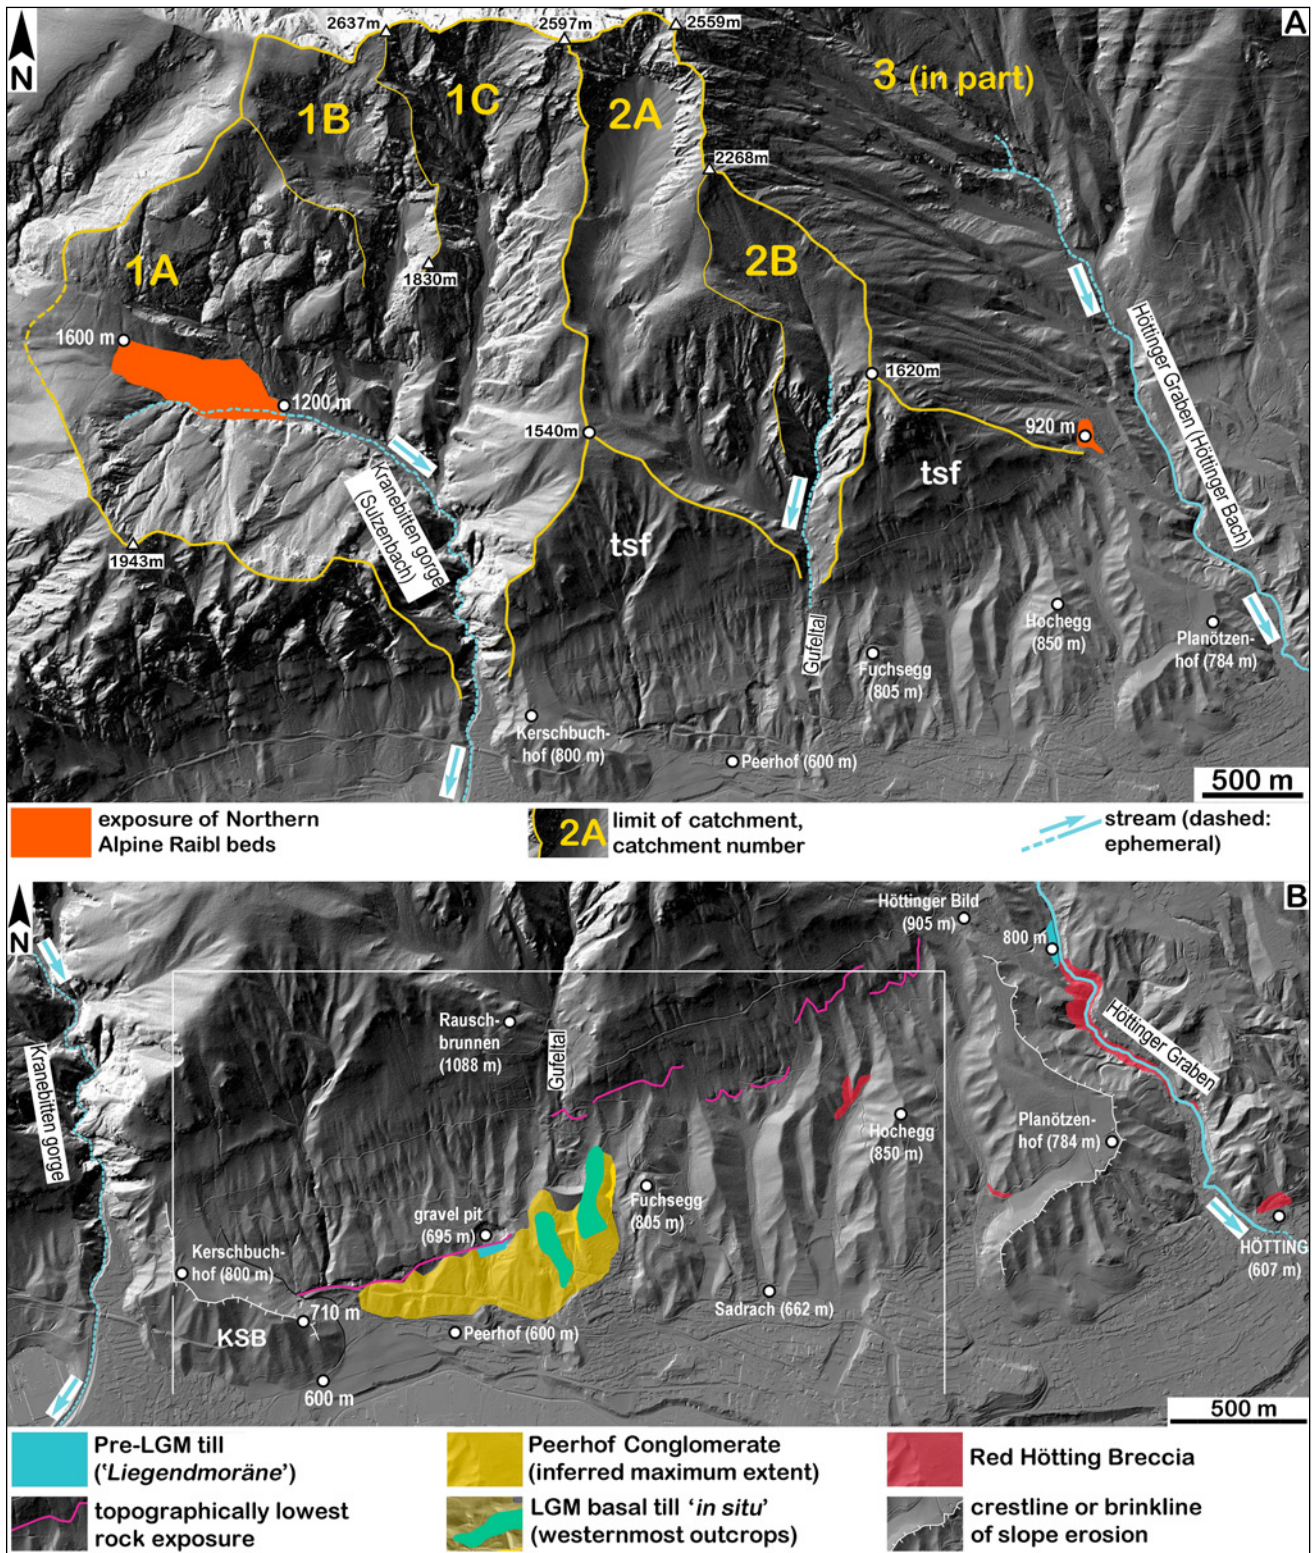 A
N
2637m
2597m
2559m
1B
1C
2A
3 (in part)
2268m
1A
2B
1830m
1600 m
1200 m
1540m
1620m
920 m
Höttinger Graben (Höttinger Bach)
Kranebitten gorge
(Sulzenbach)
tsf
tsf
1943m
Gufeltal
Hochegg
(850 m)
Planötzen-
hof (784 m)
Fuchsegg
(805 m)
Kerschbuch-
hof (800 m)
Peerhof (600 m)
500 m
exposure of Northern
Alpine Raibl beds
2A
limit of catchment,
catchment number
stream (dashed:
ephemeral)
B
N
Höttinger Bild
(905 m)
800 m
Rausch-
brunnen
(1088 m)
Gufeltal
Höttinger Graben
Kranebitten gorge
Hochegg
(850 m)
Planötzen-
hof (784 m)
Fuchsegg
(805 m)
gravel pit
(695 m)
Kerschbuch-
hof (800 m)
HÖTTING
(607 m)
Sadrach (662 m)
710 m
KSB
Peerhof (600 m)
600 m
500 m
Pre-LGM till
(‘Liegendmoräne’)
Peerhof Conglomerate
(inferred maximum extent)
Red Hötting Breccia
topographically lowest
rock exposure
LGM basal till ‘in situ’
(westernmost outcrops)
crestline or brinkline
of slope erosion